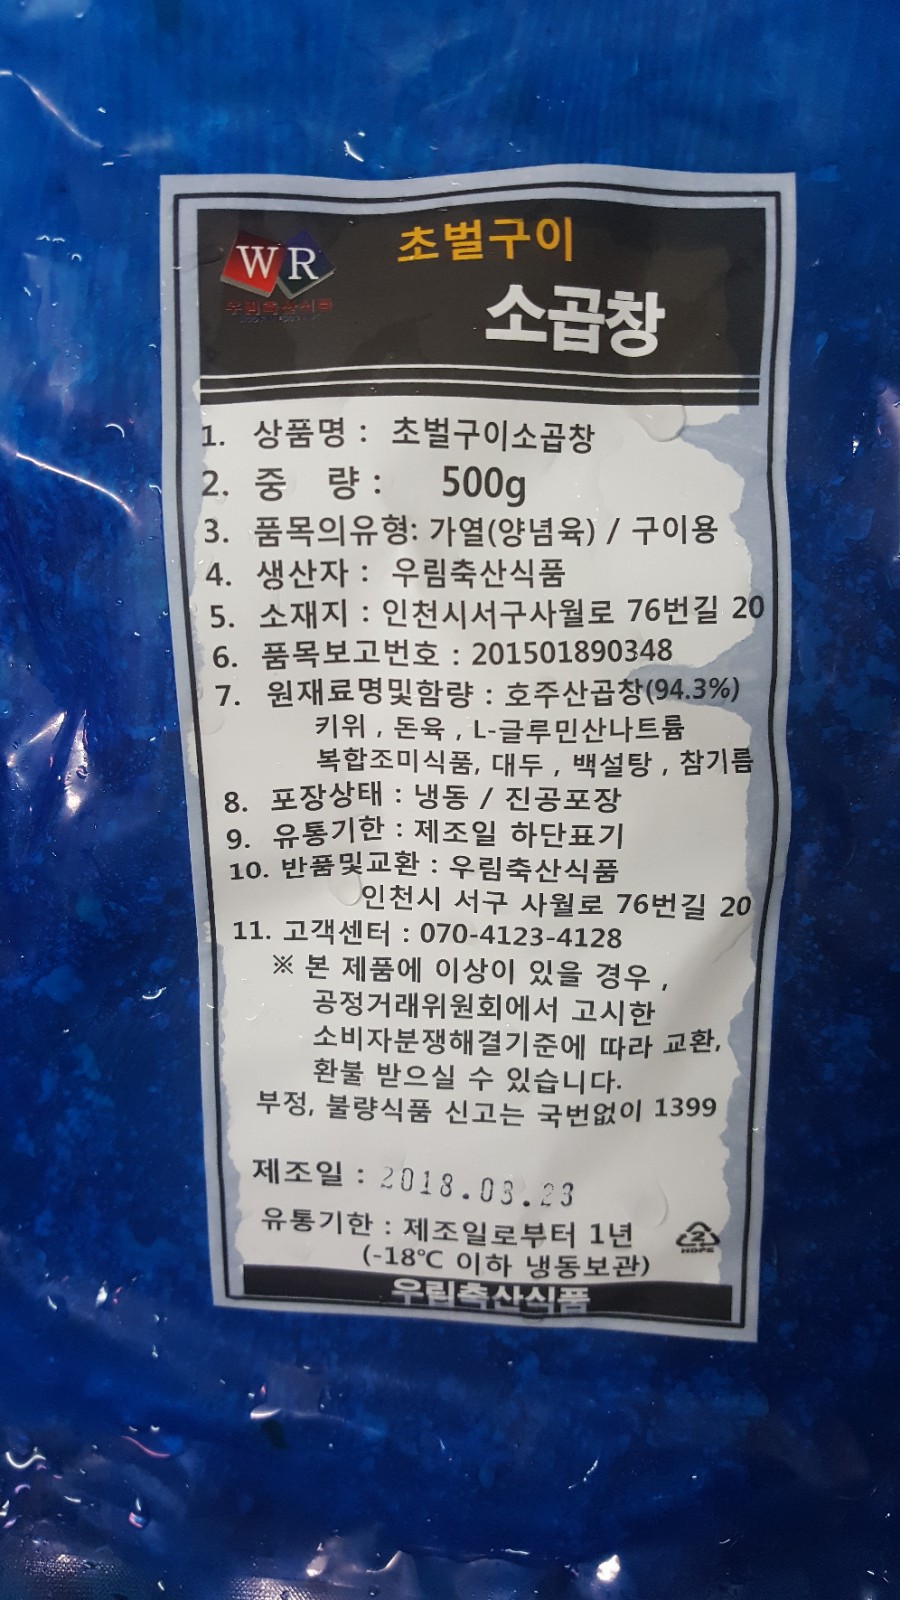 초벌구이
WR
우림축산식품
소곱창
1. 상품명 : 초벌구이소곱창
2. 중 량 : 500g
3. 품목의유형: 가열(양념육) / 구이용
4. 생산자 : 우림축산식품
5. 소재지 : 인천시서구사월로 76번길 20
6. 품목보고번호 : 201501890348
7. 원재료명및함량 : 호주산곱창(94.3%)
키위 , 돈육 , L-글루민산나트륨
복합조미식품, 대두 , 백설탕 , 참기름
8. 포장상태 : 냉동 / 진공포장
9. 유통기한 : 제조일 하단표기
10. 반품및교환 : 우림축산식품
인천시 서구 사월로 76번길 20
11. 고객센터 : 070-4123-4128
※ 본 제품에 이상이 있을 경우 ,
공정거래위원회에서 고시한
소비자분쟁해결기준에 따라 교환,
환불 받으실 수 있습니다.
부정, 불량식품 신고는 국번없이 1399
제조일 : 2018.03.23
유통기한 : 제조일로부터 1년
(-18℃ 이하 냉동보관)
2
HDPE
우림축산식품